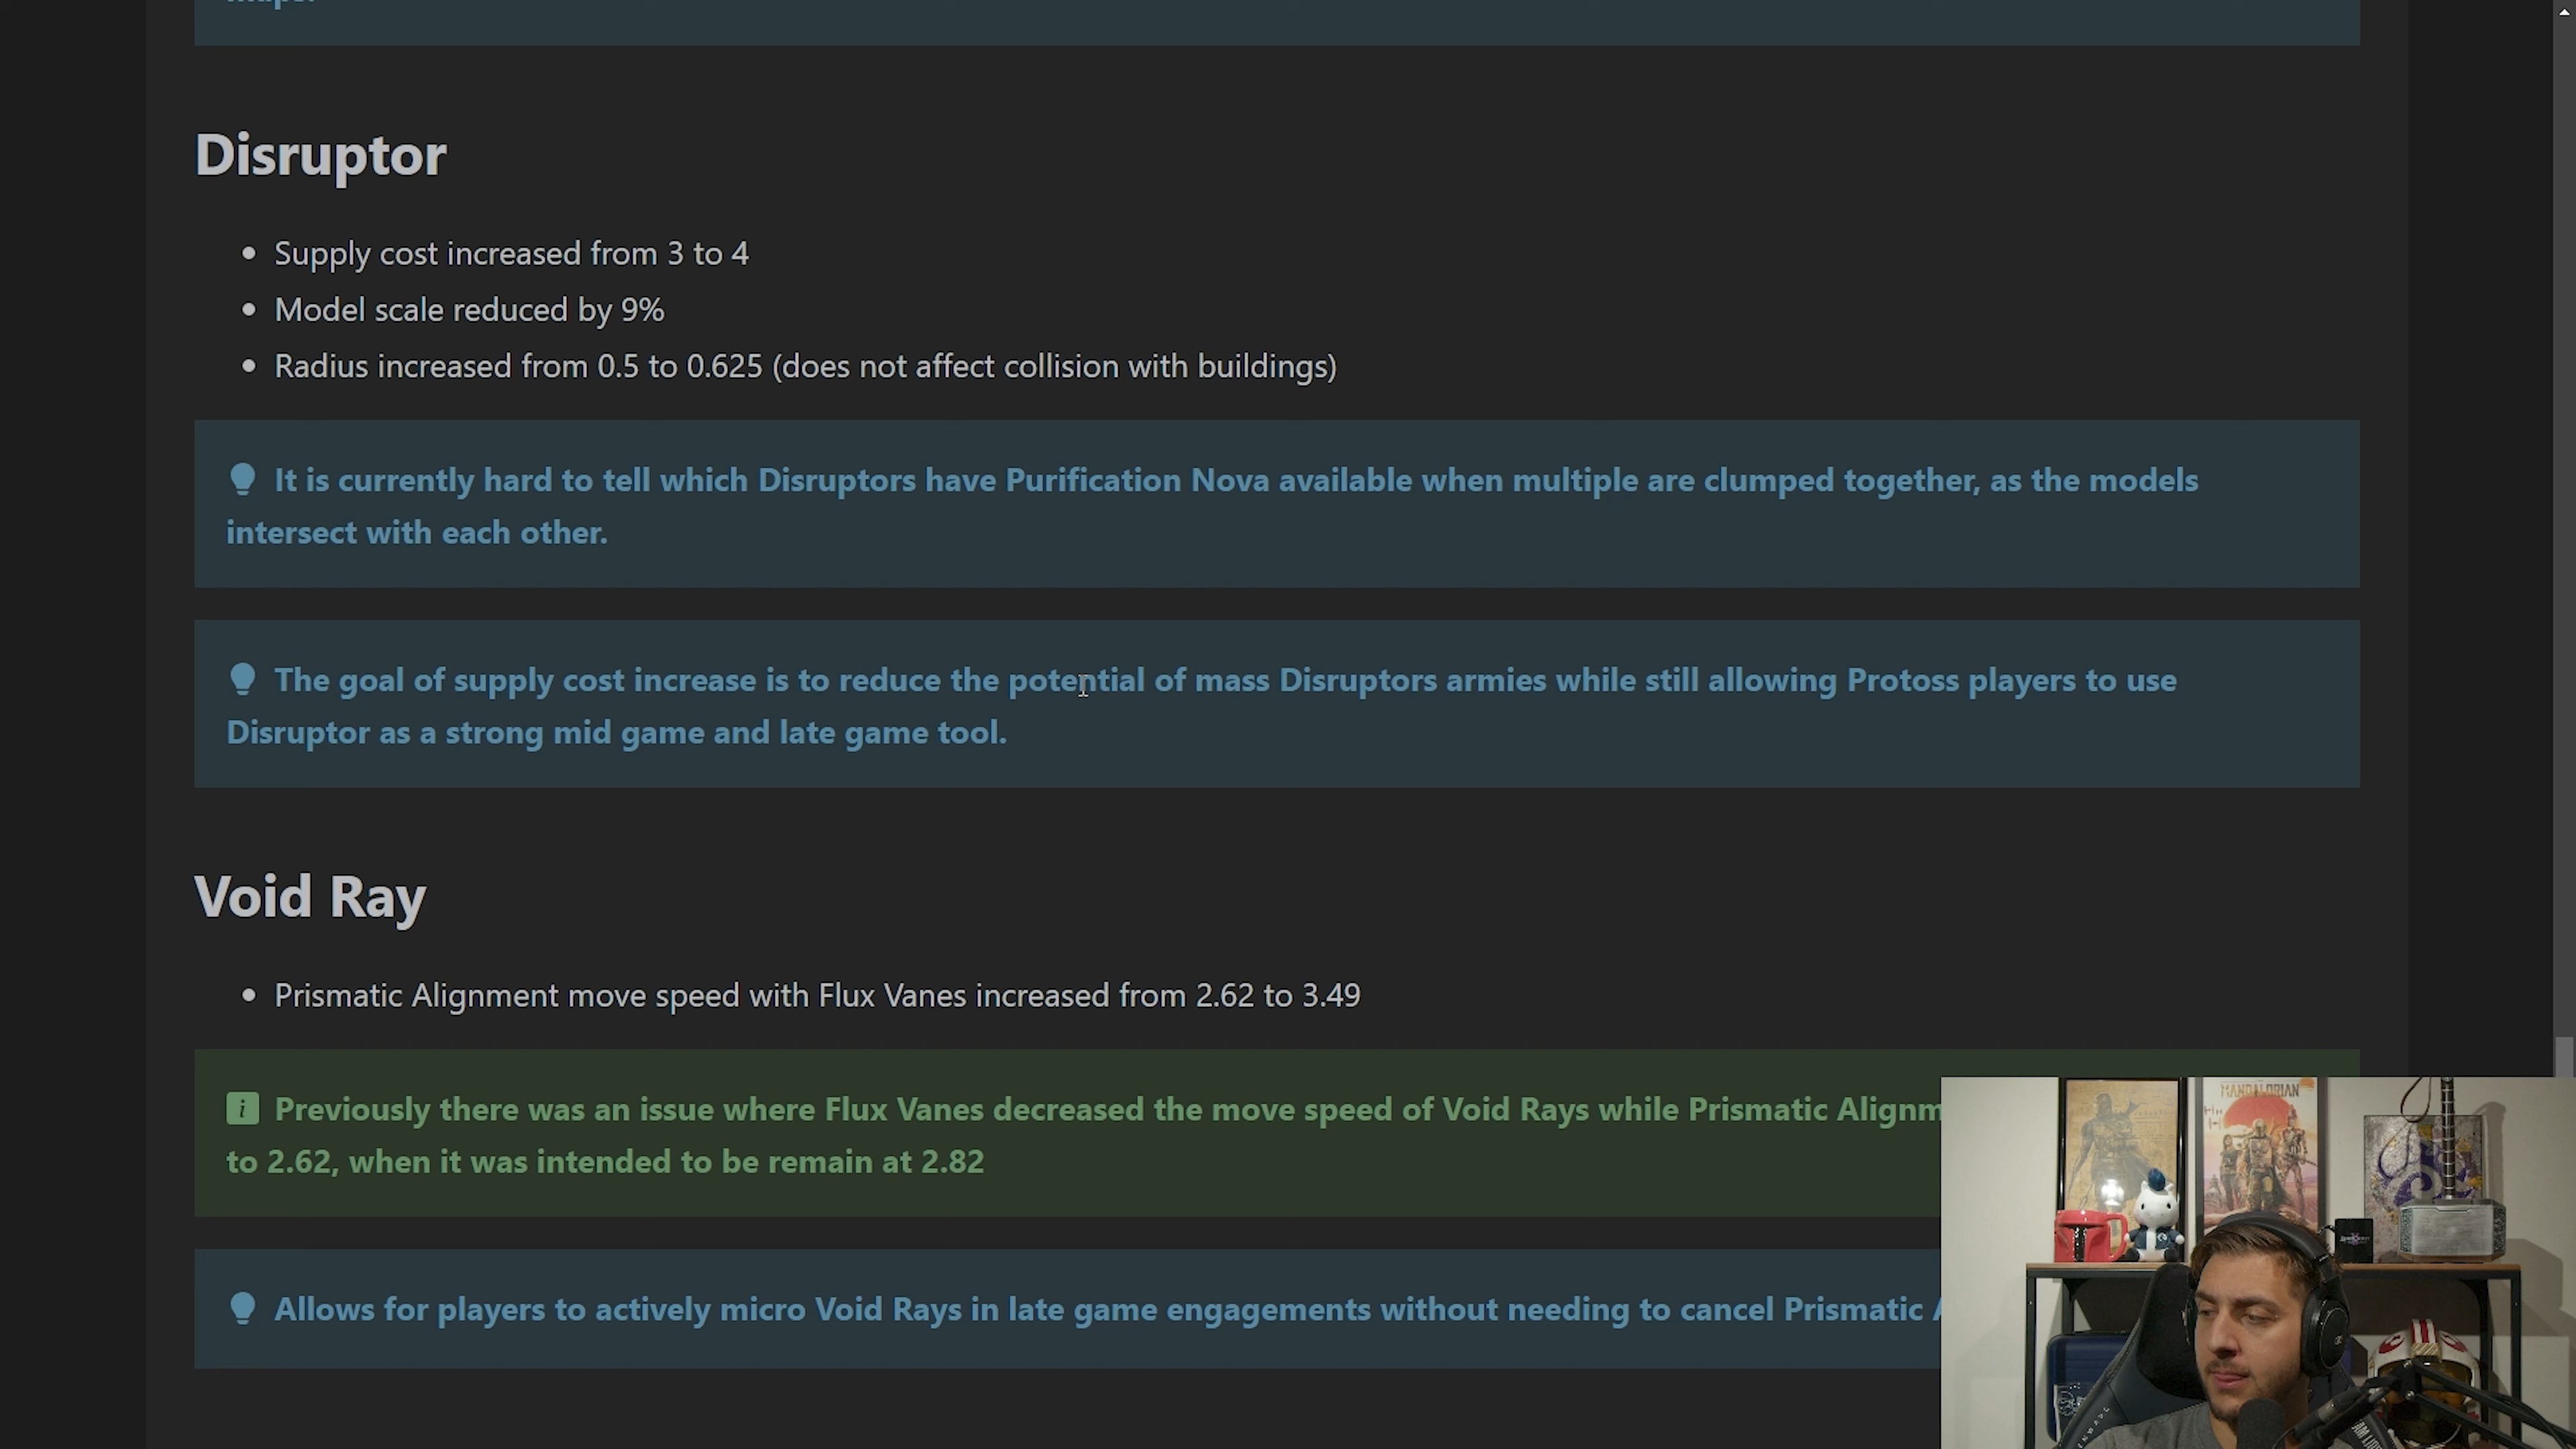 Disruptor
Supply cost increased from 3 to 4
Model scale reduced by 9%
Radius increased from 0.5 to 0.625 (does not affect collision with buildings)
It is currently hard to tell which Disruptors have Purification Nova available when multiple are clumped together, as the models
intersect with each other.
The goal of supply cost increase is to reduce the potential of mass Disruptors armies while still allowing Protoss players to use
Disruptor as a strong mid game and late game tool.
Void Ray
Prismatic Alignment move speed with Flux Vanes increased from 2.62 to 3.49
i Previously there was an issue where Flux Vanes decreased the move speed of Void Rays while Prismatic Alignm
to 2.62, when it was intended to be remain at 2.82
Allows for players to actively micro Void Rays in late game engagements without needing to cancel Prismatic
MANDALORIAN